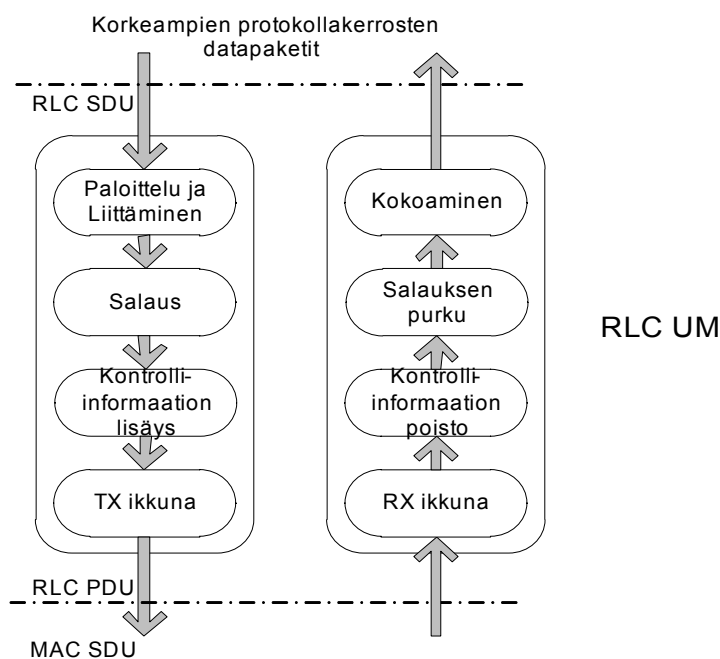 Korkeampien protokollakerrosten
datapaketit
RLC SDU
Paloittelu ja
Liittäminen
Salaus
Kontrolli-
informaation
lisäys
TX ikkuna
Kokoaminen
Salauksen
purku
Kontrolli-
informaation
poisto
RX ikkuna
RLC UM
RLC PDU
MAC SDU